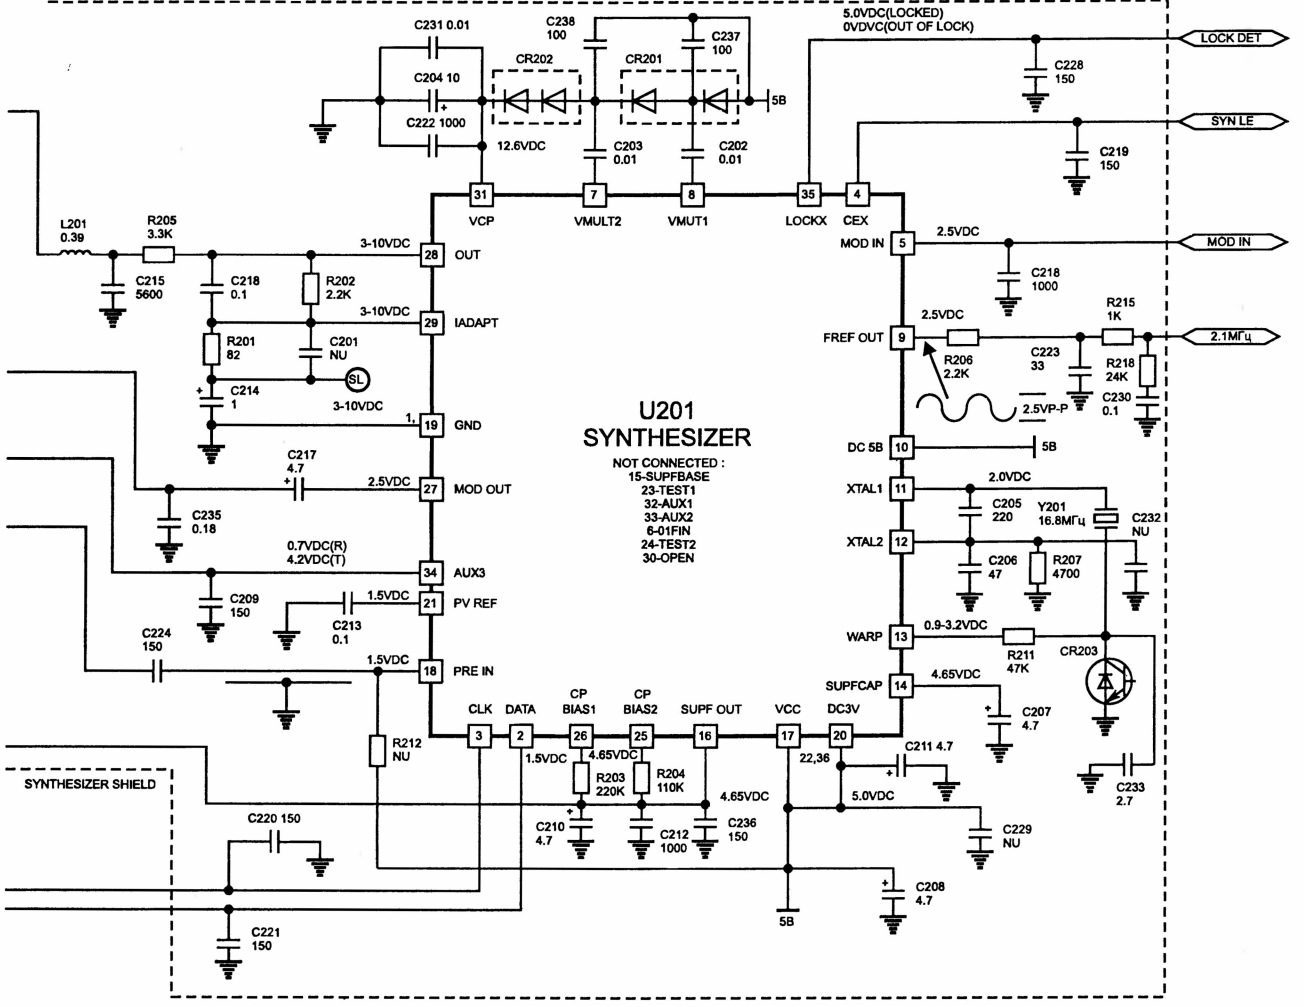 5.0VDC(LOCKED)
0VDVC(OUT OF LOCK)
C231 0.01
C238
100
C237
100
LOCK DET
CR202
CR201
C228
150
C204 10
+
5В
C222 1000
SYN LE
12.6VDC
C203
0.01
C202
0.01
C219
150
31
7
8
35
4
VCP
VMULT2
VMUT1
LOCKX
CEX
L201
0.39
R205
3.3K
3-10VDC
28
OUT
MOD IN
5
2.5VDC
MOD IN
C215
5600
C218
0.1
R202
2.2K
C218
1000
3-10VDC
29
IADAPT
R215
1K
2.5VDC
FREF OUT
9
2.1МГц
R201
82
C201
NU
R206
2.2K
C223
33
R218
24K
SL
+
C214
1
3-10VDC
C230
0.1
2.5VP-P
U201
SYNTHESIZER
1,
19
GND
DC 5B
10
5В
NOT CONNECTED :
15-SUPFBASE
23-TEST1
32-AUX1
33-AUX2
6-01FIN
24-TEST2
30-OPEN
C217
4.7
+
2.5VDC
27
MOD OUT
XTAL1
11
2.0VDC
C205
220
Y201
16.8МГц
C232
NU
C235
0.18
XTAL2
12
0.7VDC(R)
4.2VDC(T)
C206
47
R207
4700
34
AUX3
C209
150
1.5VDC
21
PV REF
C213
0.1
WARP
13
0.9-3.2VDC
R211
47K
CR203
C224
150
1.5VDC
18
PRE IN
SUPFCAP
14
4.65VDC
+
C207
4.7
CLK
DATA
CP
BIAS1
CP
BIAS2
SUPF OUT
VCC
DC3V
3
2
26
25
16
17
20
R212
NU
1.5VDC
4.65VDC
22,36
C211 4.7
+
R203
220K
R204
110K
C233
2.7
SYNTHESIZER SHIELD
4.65VDC
5.0VDC
C220 150
+
C210
4.7
C212
1000
C236
150
C229
NU
+
C208
4.7
5В
C221
150